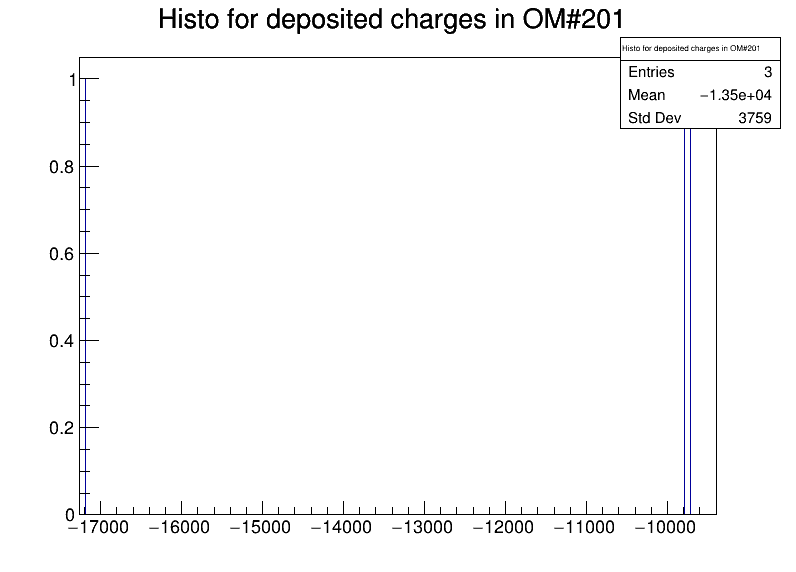 Histo for deposited charges in OM#201
Histo for deposited charges in OM#201
Entries 3
Mean −1.35e+04
Std Dev 3759
1
0.8
0.6
0.4
0.2
0
−17000 −16000 −15000 −14000 −13000 −12000 −11000 −10000